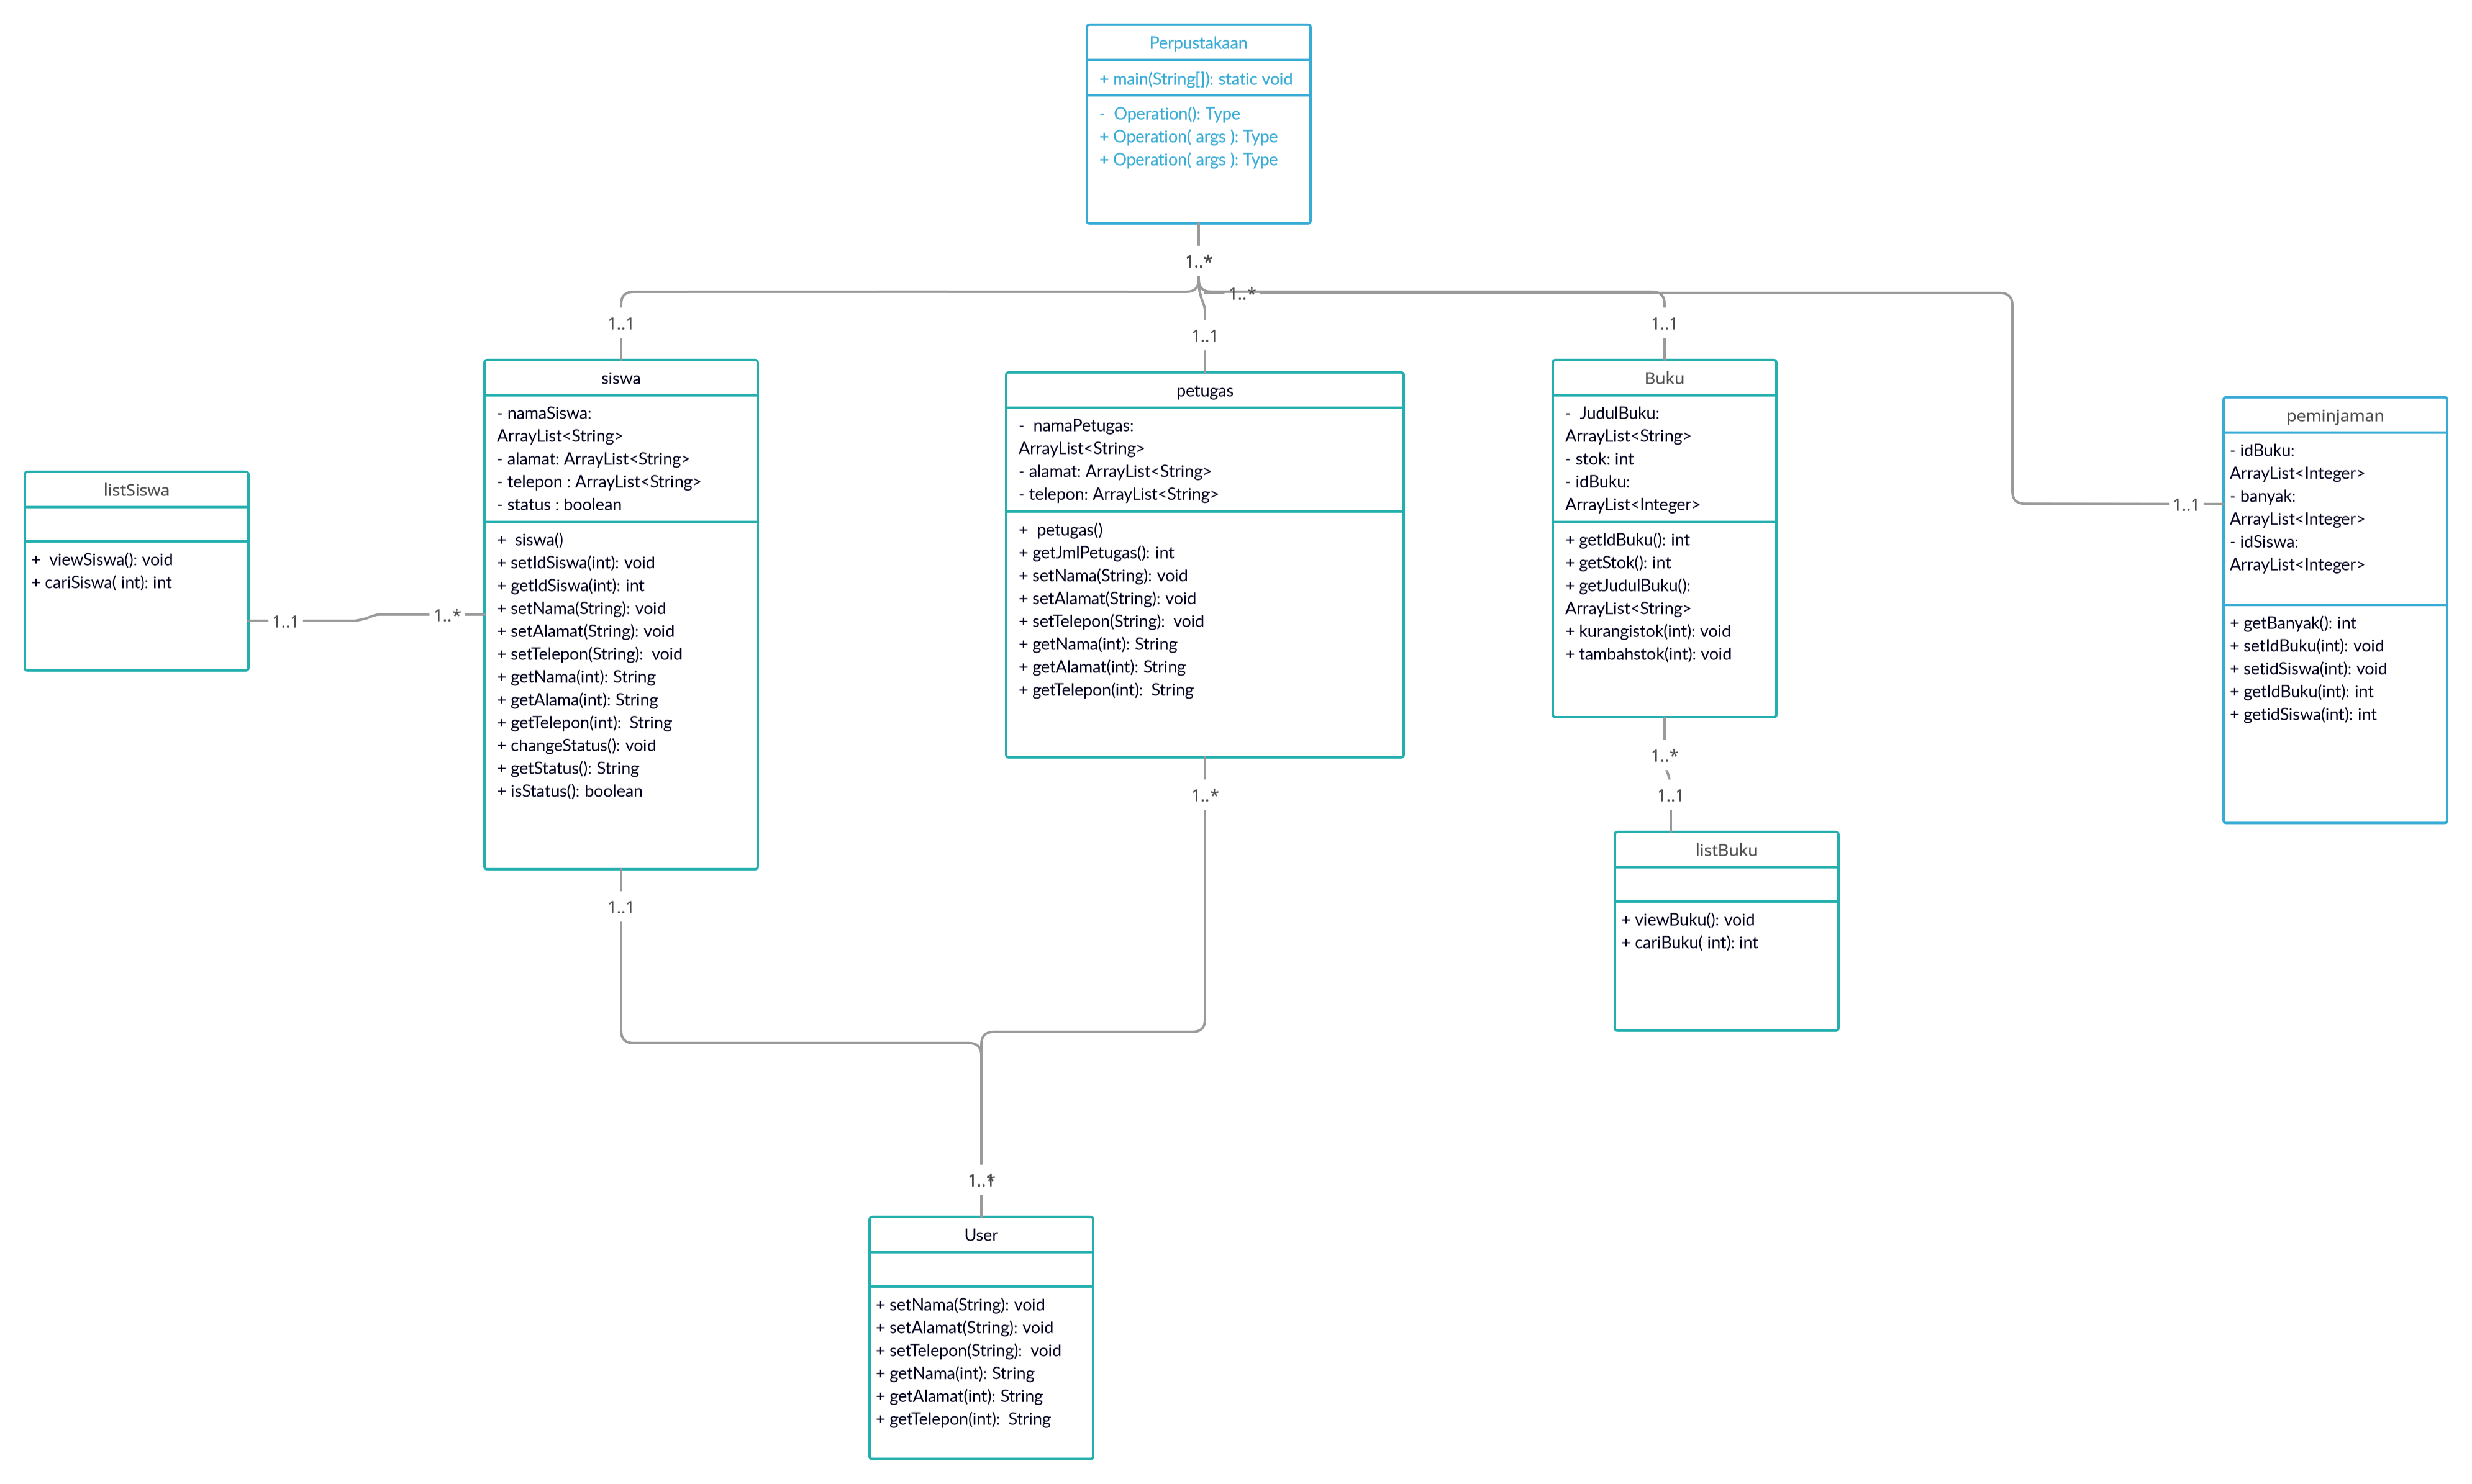 Perpustakaan
+ main(String[]): static void
- Operation(): Type
+ Operation( args ): Type
+ Operation( args ): Type
1..*
1..*
1..1
1..1
1..1
1..1
siswa
- namaSiswa:
ArrayList<String>
- alamat: ArrayList<String>
- telepon : ArrayList<String>
- status : boolean
+ siswa()
+ setIdSiswa(int): void
+ getIdSiswa(int): int
+ setNama(String): void
+ setAlamat(String): void
+ setTelepon(String): void
+ getNama(int): String
+ getAlama(int): String
+ getTelepon(int): String
+ changeStatus(): void
+ getStatus(): String
+ isStatus(): boolean
petugas
- namaPetugas:
ArrayList<String>
- alamat: ArrayList<String>
- telepon: ArrayList<String>
+ petugas()
+ getJmlPetugas(): int
+ setNama(String): void
+ setAlamat(String): void
+ setTelepon(String): void
+ getNama(int): String
+ getAlamat(int): String
+ getTelepon(int): String
Buku
- JudulBuku:
ArrayList<String>
- stok: int
- idBuku:
ArrayList<Integer>
+ getIdBuku(): int
+ getStok(): int
+ getJudulBuku():
ArrayList<String>
+ kurangistok(int): void
+ tambahstok(int): void
peminjaman
- idBuku:
ArrayList<Integer>
- banyak:
ArrayList<Integer>
- idSiswa:
ArrayList<Integer>
+ getBanyak(): int
+ setIdBuku(int): void
+ setidSiswa(int): void
+ getIdBuku(int): int
+ getidSiswa(int): int
listSiswa
+ viewSiswa(): void
+ cariSiswa( int): int
1..1
1..*
1..*
1..1
listBuku
+ viewBuku(): void
+ cariBuku( int): int
1..*
1..1
User
+ setNama(String): void
+ setAlamat(String): void
+ setTelepon(String): void
+ getNama(int): String
+ getAlamat(int): String
+ getTelepon(int): String